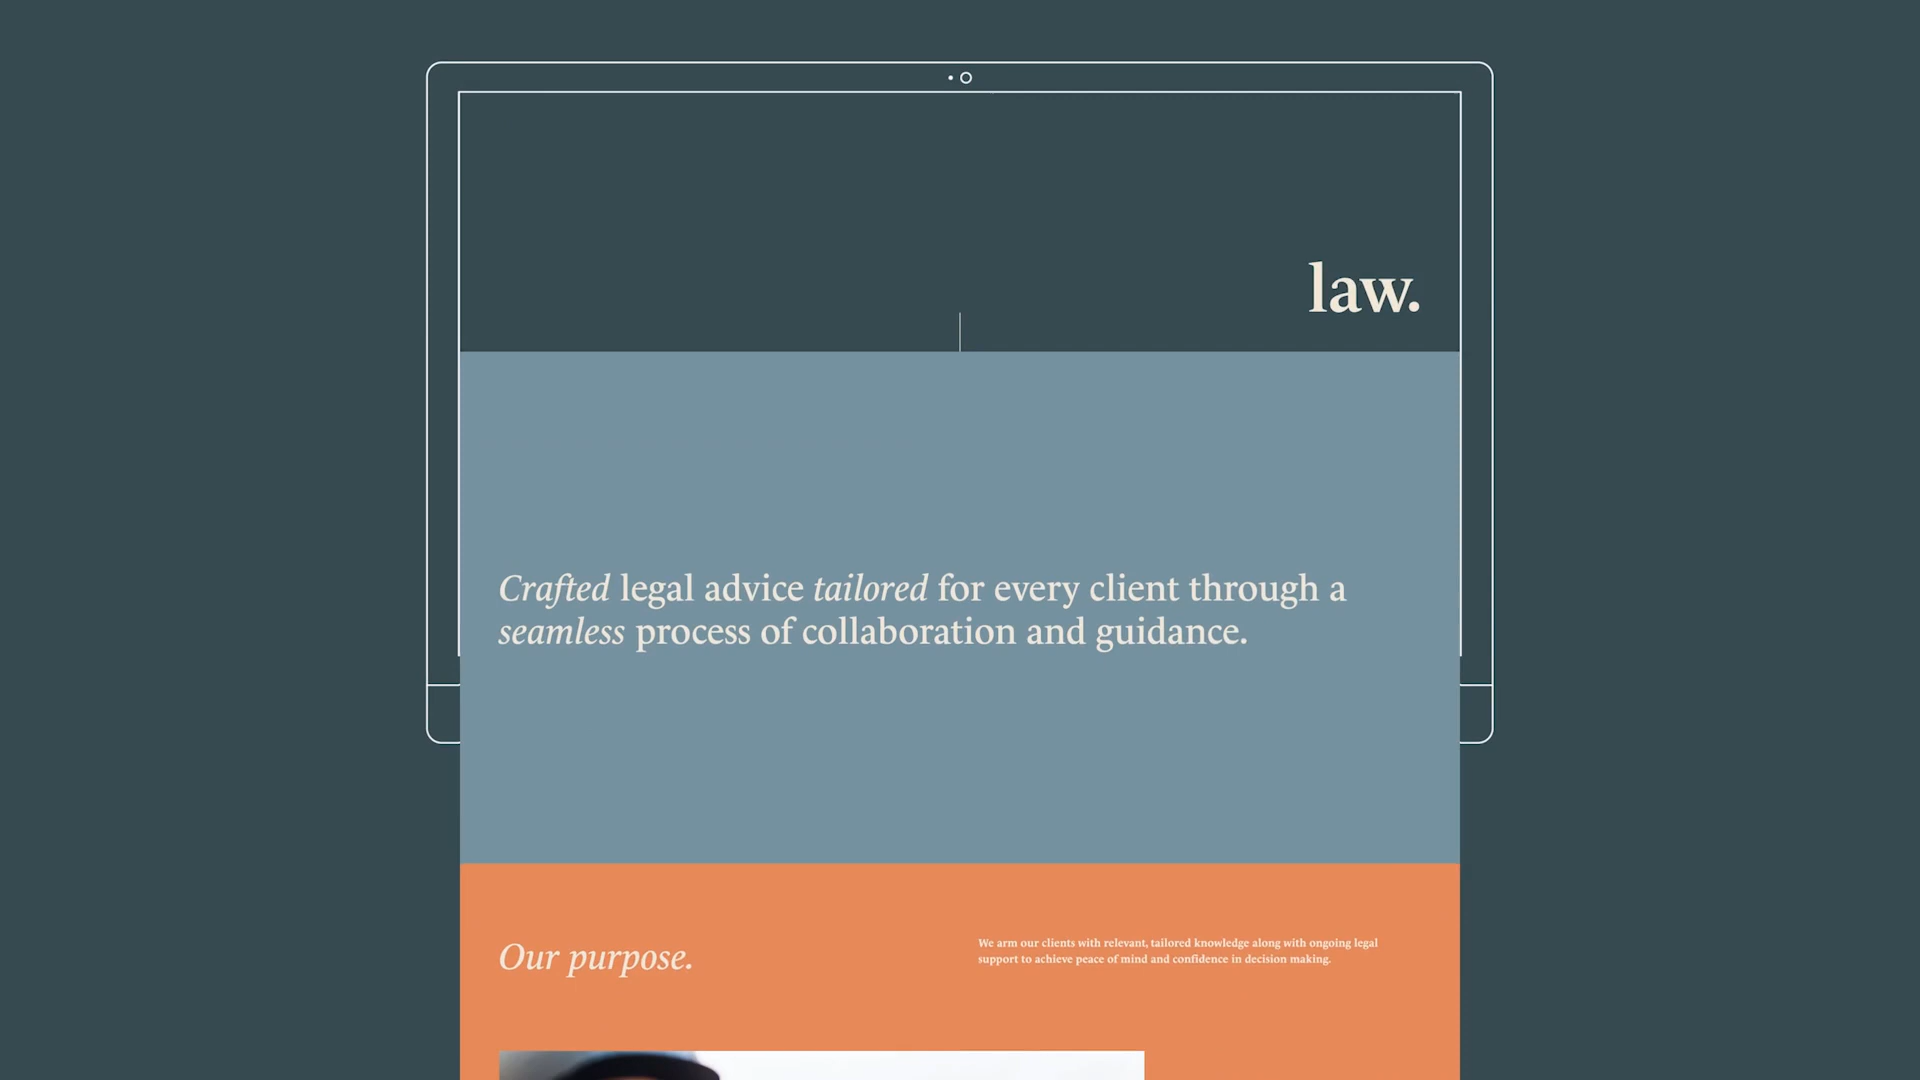 law.
Crafted legal advice tailored for every client through a
seamless process of collaboration and guidance.
Our purpose.
We arm our clients with relevant, tailored knowledge along with ongoing legal
support to achieve peace of mind and confidence in decision making.